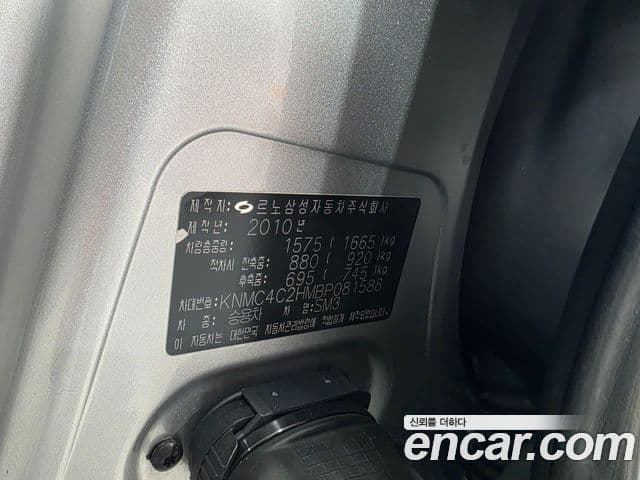 제작자: 르노삼성자동차주식회사
제작년: 2010년
차량총중량: 1575 ( 1665)kg
적차시 전축중: 880 ( 920)kg
후축중: 695 ( 745)kg
차대번호: KNMC4C2HMBP081588
차 종: 승용차 차 명:SM3
이 자동차는 대한민국 자동차관리법령에 적합하게 제작되었습니다.
신뢰를 더하다
encar.com